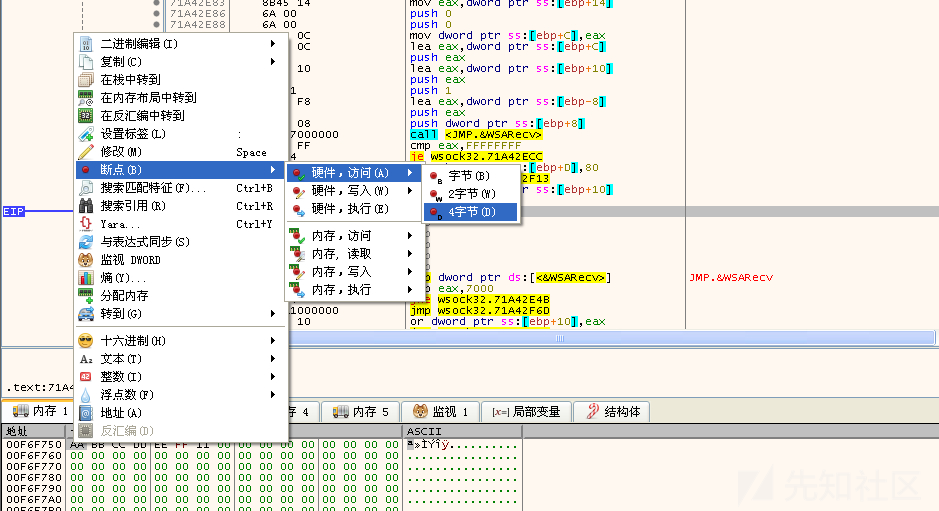 71A42E83 8B45 14 mov eax,dword ptr ss:[ebp+14]
71A42E86 6A 00 push 0
71A42E88 6A 00 push 0
0C mov dword ptr ss:[ebp+C],eax
0C lea eax,dword ptr ss:[ebp+C]
push eax
10 lea eax,dword ptr ss:[ebp+10]
push eax
1 push 1
F8 lea eax,dword ptr ss:[ebp-8]
push eax
08 push dword ptr ss:[ebp+8]
7000000 call <JMP.&WSARecv>
FF cmp eax,FFFFFFFF
4 je wsock32.71A42ECC
[ebp+D],80
2F13
[ebp+10]
EIP
dword ptr ds:[<&WSARecv>] JMP.&WSARecv
eax,7000
wsock32.71A42E4B
jmp wsock32.71A42F6D
1000000
10 or dword ptr ss:[ebp+10],eax
二进制编辑(I)
复制(C)
在栈中转到
在内存布局中转到
在反汇编中转到
设置标签(L) :
修改(M) Space
断点(B)
搜索匹配特征(F)... Ctrl+B
搜索引用(R) Ctrl+R
Yara... Ctrl+Y
与表达式同步(S)
监视 DWORD
熵(Y)...
分配内存
转到(G)
十六进制(H)
文本(T)
整数(I)
浮点数(F)
地址(A)
反汇编(D)
硬件，访问(A)
硬件，写入(W)
硬件，执行(E)
内存，访问
内存，读取
内存，写入
内存，执行
字节(B)
2字节(W)
4字节(D)
.text:71A4
内存 1
存 4
内存 5
监视 1
[x=] 局部变量
结构体
地址 ASCII
00F6F750 AA BB CC DD EE FF 11 00 00 00 00 00 00 00 00 00 ª»ÌÝîÿ..........
00F6F760 00 00 00 00 00 00 00 00 00 00 00 00 00 00 00 00 ................
00F6F770 00 00 00 00 00 00 00 00 00 00 00 00 00 00 00 00 ................
00F6F780 00 00 00 00 00 00 00 00 00 00 00 00 00 00 00 00 ................
00F6F790 00 00 00 00 00 00 00 00 00 00 00 00 00 00 00 00 ................
00F6F7A0 00 00 00 00 00 00 00 00 00 00 00 00 00 00 00 00 ................
先知社区